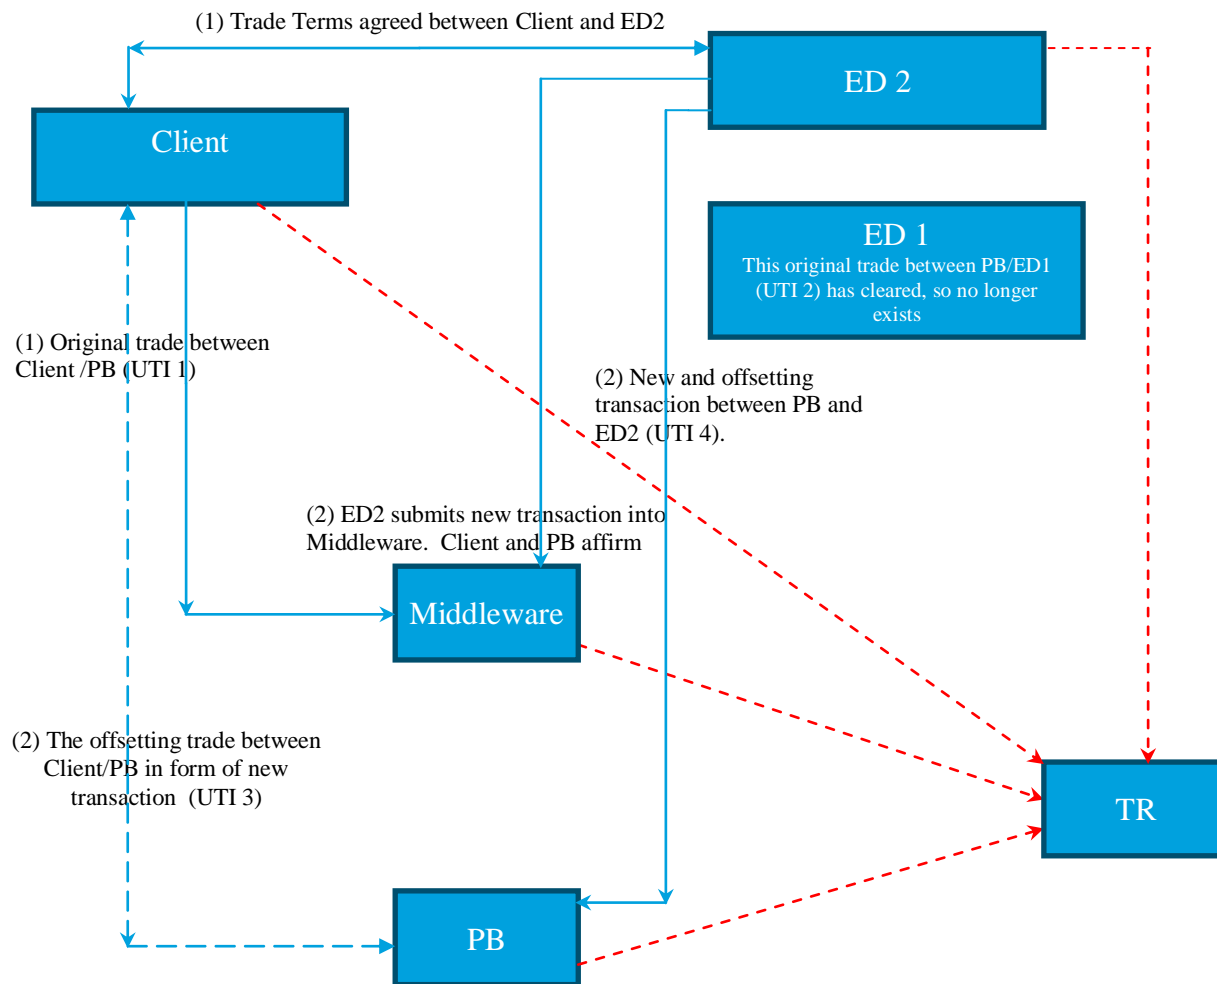 (1) Trade Terms agreed between Client and ED2
ED 2
Client
ED 1
This original trade between PB/ED1
(UTI 2) has cleared, so no longer
exists
(1) Original trade between
Client /PB (UTI 1)
(2) New and offsetting
transaction between PB and
ED2 (UTI 4).
(2) ED2 submits new transaction into
Middleware. Client and PB affirm
Middleware
(2) The offsetting trade between
Client/PB in form of new
transaction (UTI 3)
TR
PB